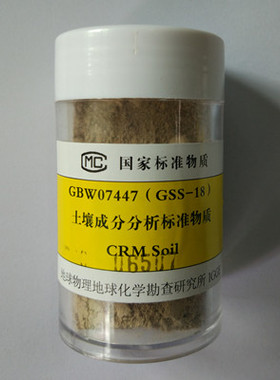 MC 国家标准物质
GBW07447（GSS-18）
土壤成分分析标准物质
CRM Soil
地球物理地球化学勘查研究所